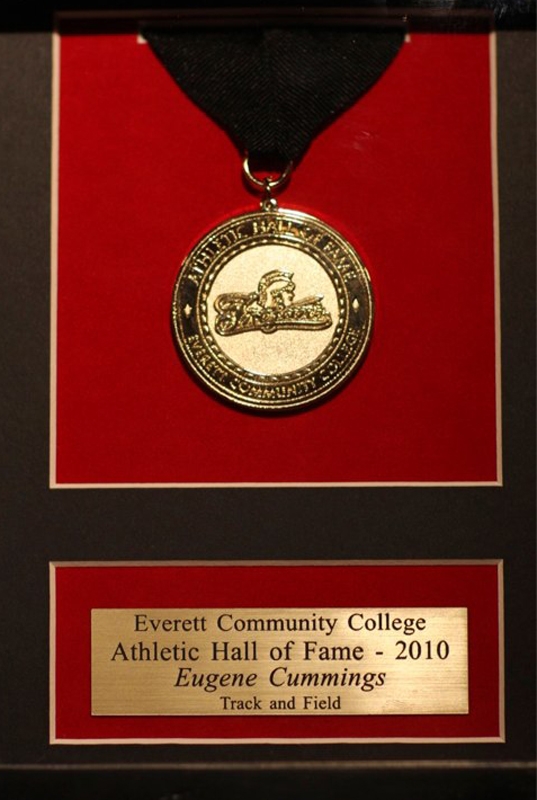 ATHLETIC HALL OF FAME
Trojans
EVERETT COMMUNITY COLLEGE
Everett Community College
Athletic Hall of Fame - 2010
Eugene Cummings
Track and Field